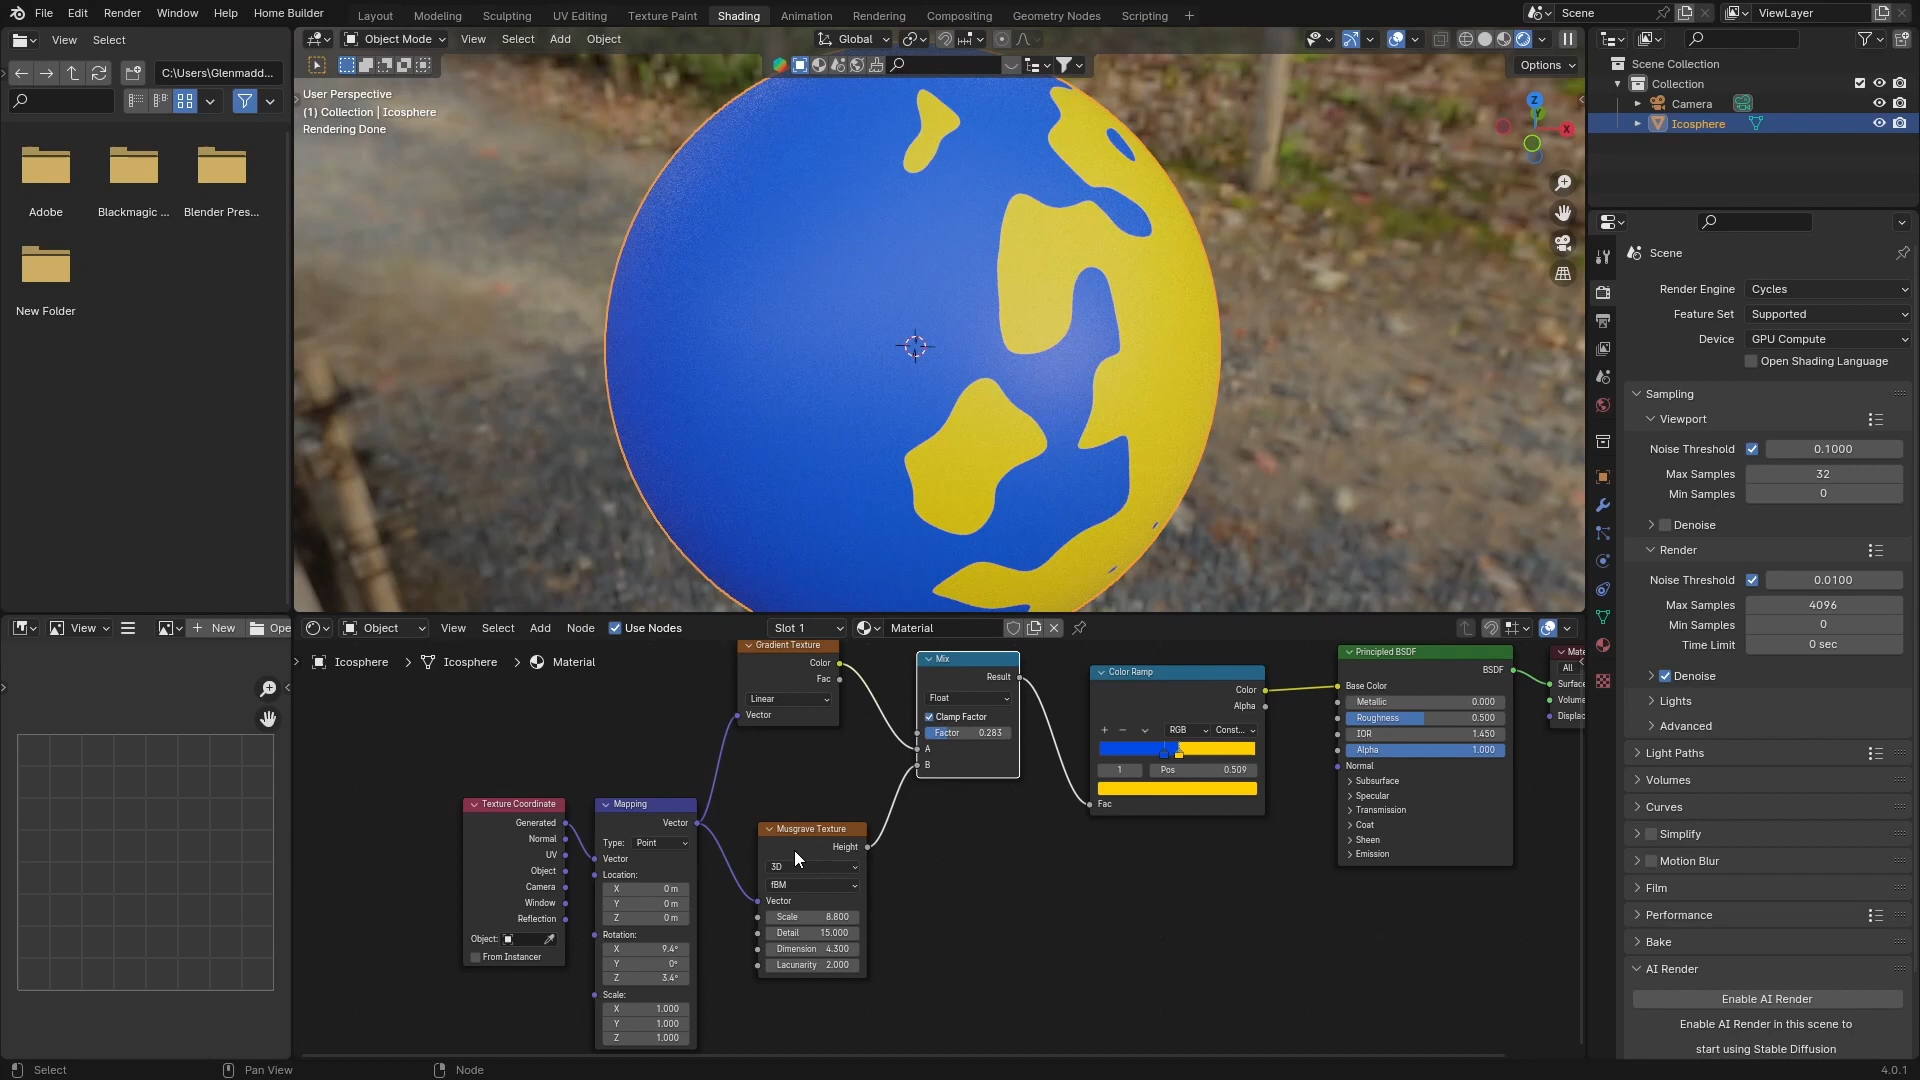 File Edit Render Window Help Home Builder
Layout Modeling Sculpting UV Editing Texture Paint Shading Animation Rendering Compositing Geometry Nodes Scripting +
Scene
ViewLayer
View Select
C:\Users\Glenmadd...
Adobe
Blackmagic ...
Blender Pres...
New Folder
Object Mode View Select Add Object
Global
Options
User Perspective
(1) Collection | Icosphere
Rendering Done
Z
Y
X
Scene Collection
Collection
Camera
Icosphere
Scene
Render Engine Cycles
Feature Set Supported
Device GPU Compute
Open Shading Language
Sampling
Viewport
Noise Threshold 0.1000
Max Samples 32
Min Samples 0
Denoise
Render
Noise Threshold 0.0100
Max Samples 4096
Min Samples 0
Time Limit 0 sec
Denoise
Lights
Advanced
Light Paths
Volumes
Curves
Simplify
Motion Blur
Film
Performance
Bake
AI Render
Enable AI Render
Enable AI Render in this scene to
start using Stable Diffusion
View
New
Ope
Object View Select Add Node Use Nodes
Slot 1
Material
Icosphere > Icosphere > Material
Gradient Texture
Color
Fac
Linear
Vector
Mix
Result
Float
Clamp Factor
Factor 0.283
A
B
Color Ramp
Color
Alpha
+ −
RGB
Const...
1
Pos 0.509
Fac
Principled BSDF
BSDF
Base Color
Metallic 0.000
Roughness 0.500
IOR 1.450
Alpha 1.000
Normal
Subsurface
Specular
Transmission
Coat
Sheen
Emission
Mate
All
Surface
Volume
Displac
Texture Coordinate
Generated
Normal
UV
Object
Camera
Window
Reflection
Object:
From Instancer
Mapping
Vector
Type: Point
Vector
Location:
X 0 m
Y 0 m
Z 0 m
Rotation:
X 9.4°
Y 0°
Z 3.4°
Scale:
X 1.000
Y 1.000
Z 1.000
Musgrave Texture
Height
3D
fBM
Vector
Scale 8.800
Detail 15.000
Dimension 4.300
Lacunarity 2.000
Select
Pan View
Node
4.0.1